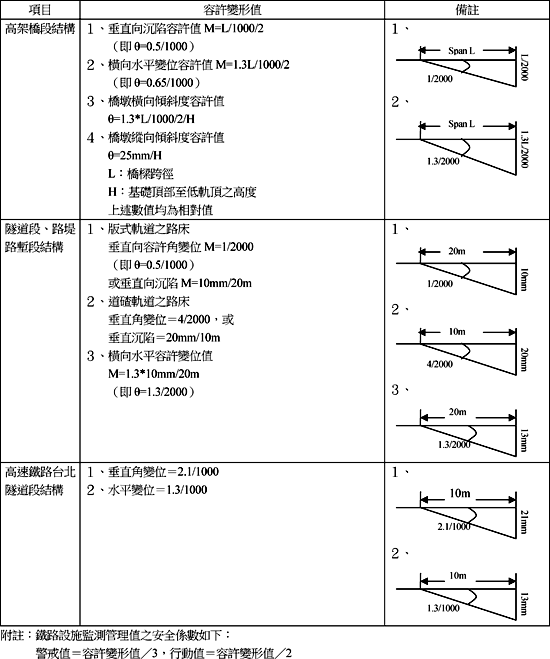 項目 容許變形值 備註
高架橋段結構
1、垂直向沉陷容許值 M=L/1000/2
（即 θ=0.5/1000）
2、橫向水平變位容許值 M=1.3L/1000/2
（即 θ=0.65/1000）
3、橋墩橫向傾斜度容許值
θ=1.3*L/1000/2/H
4、橋墩縱向傾斜度容許值
θ=25mm/H
L：橋樑跨徑
H：基礎頂部至低軌頂之高度
上述數值均為相對值
1、
Span L
1/2000
L/2000
2、
Span L
1.3/2000
1.3L/2000
隧道段、路堤
路塹段結構
1、版式軌道之路床
垂直向容許角變位 M=1/2000
（即 θ=0.5/1000）
或垂直向沉陷 M=10mm/20m
2、道碴軌道之路床
垂直角變位＝4/2000，或
垂直沉陷＝20mm/10m
3、橫向水平容許變位值
M=1.3*10mm/20m
（即 θ=1.3/2000）
1、
20m
1/2000
10mm
2、
10m
4/2000
20mm
3、
20m
1.3/2000
13mm
高速鐵路台北
隧道段結構
1、垂直角變位＝2.1/1000
2、水平變位＝1.3/1000
1、
10m
2.1/1000
21mm
2、
10m
1.3/1000
13mm
附註：鐵路設施監測管理值之安全係數如下：
警戒值＝容許變形值／3，行動值＝容許變形值／2